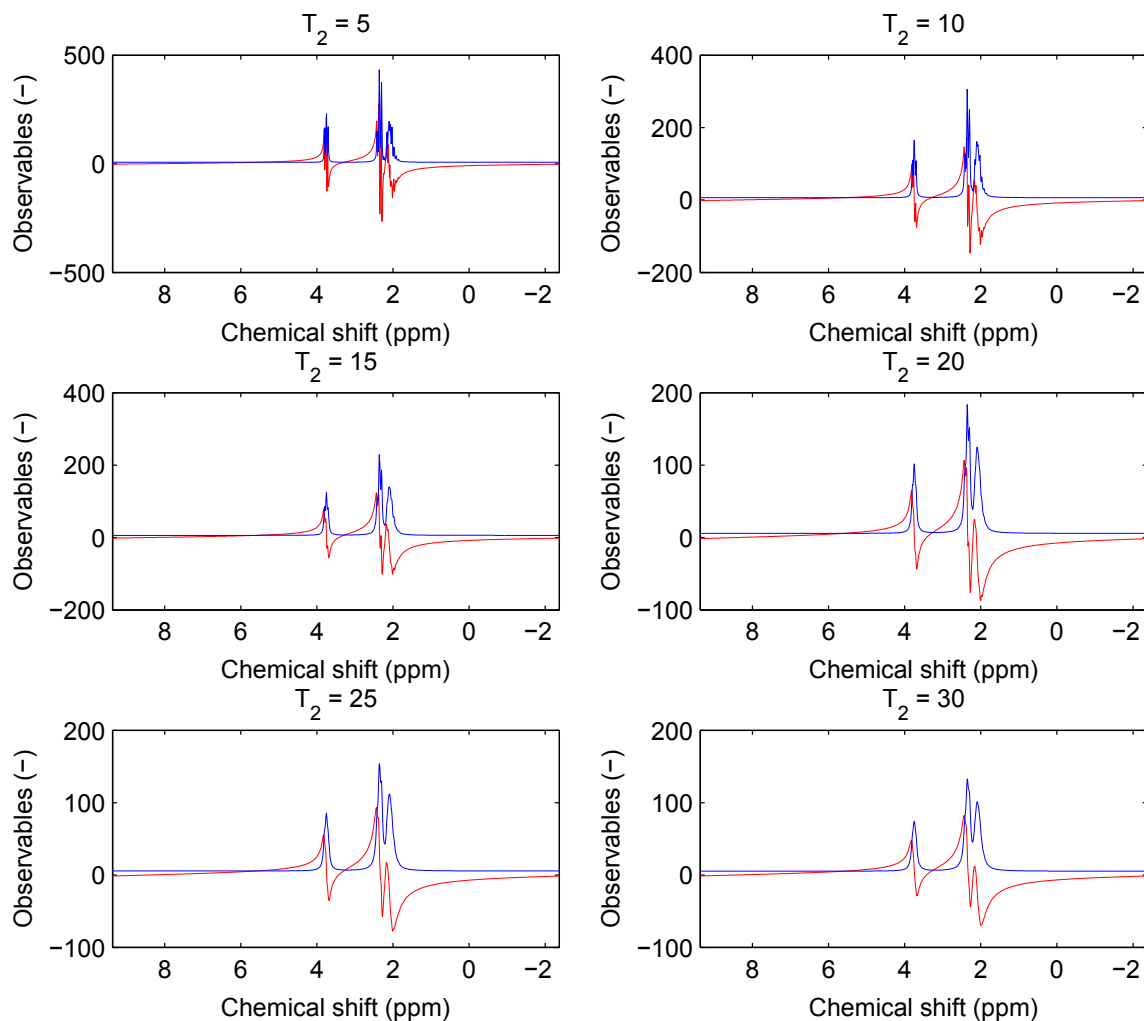 T2 = 5
T2 = 10
Observables (−)
500
0
−500
8 6 4 2 0 −2
Chemical shift (ppm)
Observables (−)
400
200
0
−200
8 6 4 2 0 −2
Chemical shift (ppm)
T2 = 15
T2 = 20
Observables (−)
400
200
0
−200
8 6 4 2 0 −2
Chemical shift (ppm)
Observables (−)
200
100
0
−100
8 6 4 2 0 −2
Chemical shift (ppm)
T2 = 25
T2 = 30
Observables (−)
200
100
0
−100
8 6 4 2 0 −2
Chemical shift (ppm)
Observables (−)
200
100
0
−100
8 6 4 2 0 −2
Chemical shift (ppm)